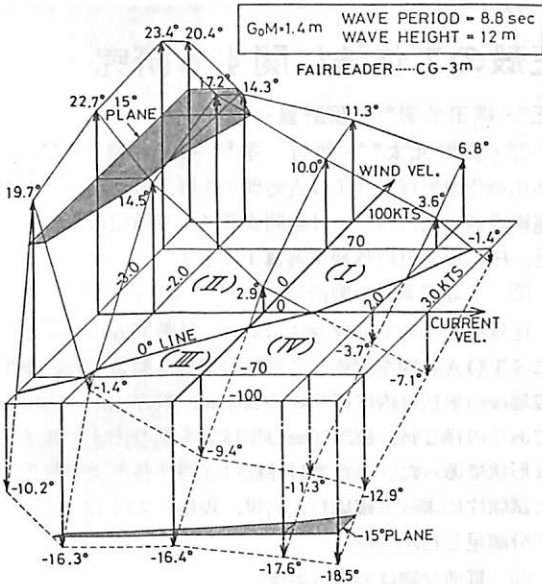 G₀M=1.4m
WAVE PERIOD = 8.8 sec
WAVE HEIGHT = 12 m
FAIRLEADER····CG-3m
23.4°
20.4°
17.2°
14.3°
22.7°
15°
PLANE
11.3°
6.8°
19.7°
14.5°
10.0°
WIND VEL.
100KTS
3.6°
-1.4°
70
-3.0
-2.0
(II)
(I)
2.9°
0
0
2.0
3.0 KTS
CURRENT
VEL.
0° LINE
(III)
(IV)
-3.7°
-7.1°
-1.4°
-70
-100
-9.4°
-10.2°
-11.3°
-12.9°
-15° PLANE
-16.3°
-16.4°
-17.6°
-18.5°